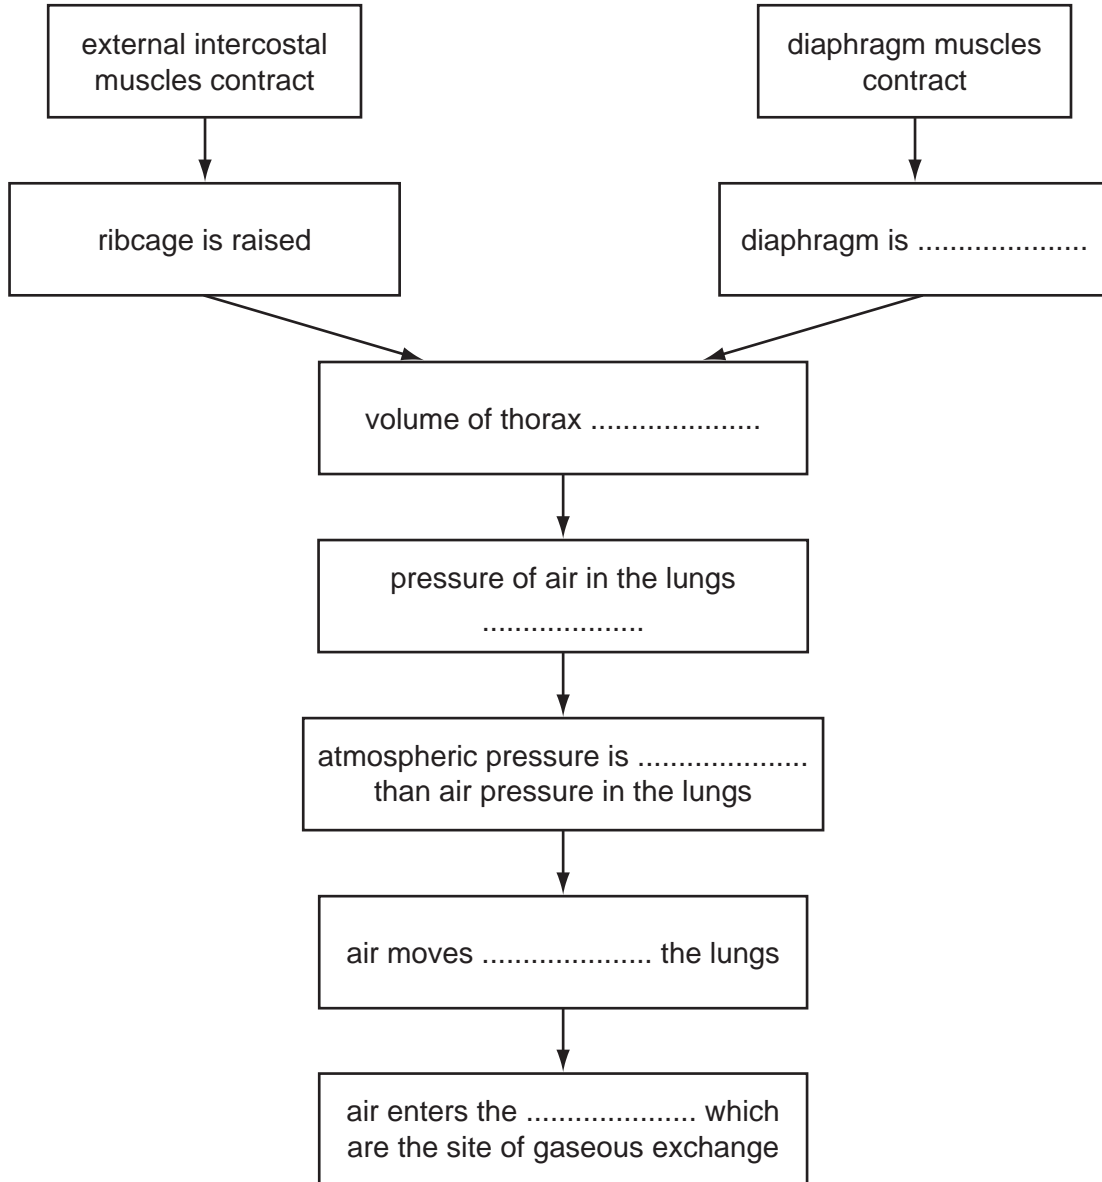 external intercostal
muscles contract
diaphragm muscles
contract
ribcage is raised
diaphragm is .....................
volume of thorax .....................
pressure of air in the lungs
....................
atmospheric pressure is .....................
than air pressure in the lungs
air moves ..................... the lungs
air enters the ..................... which
are the site of gaseous exchange